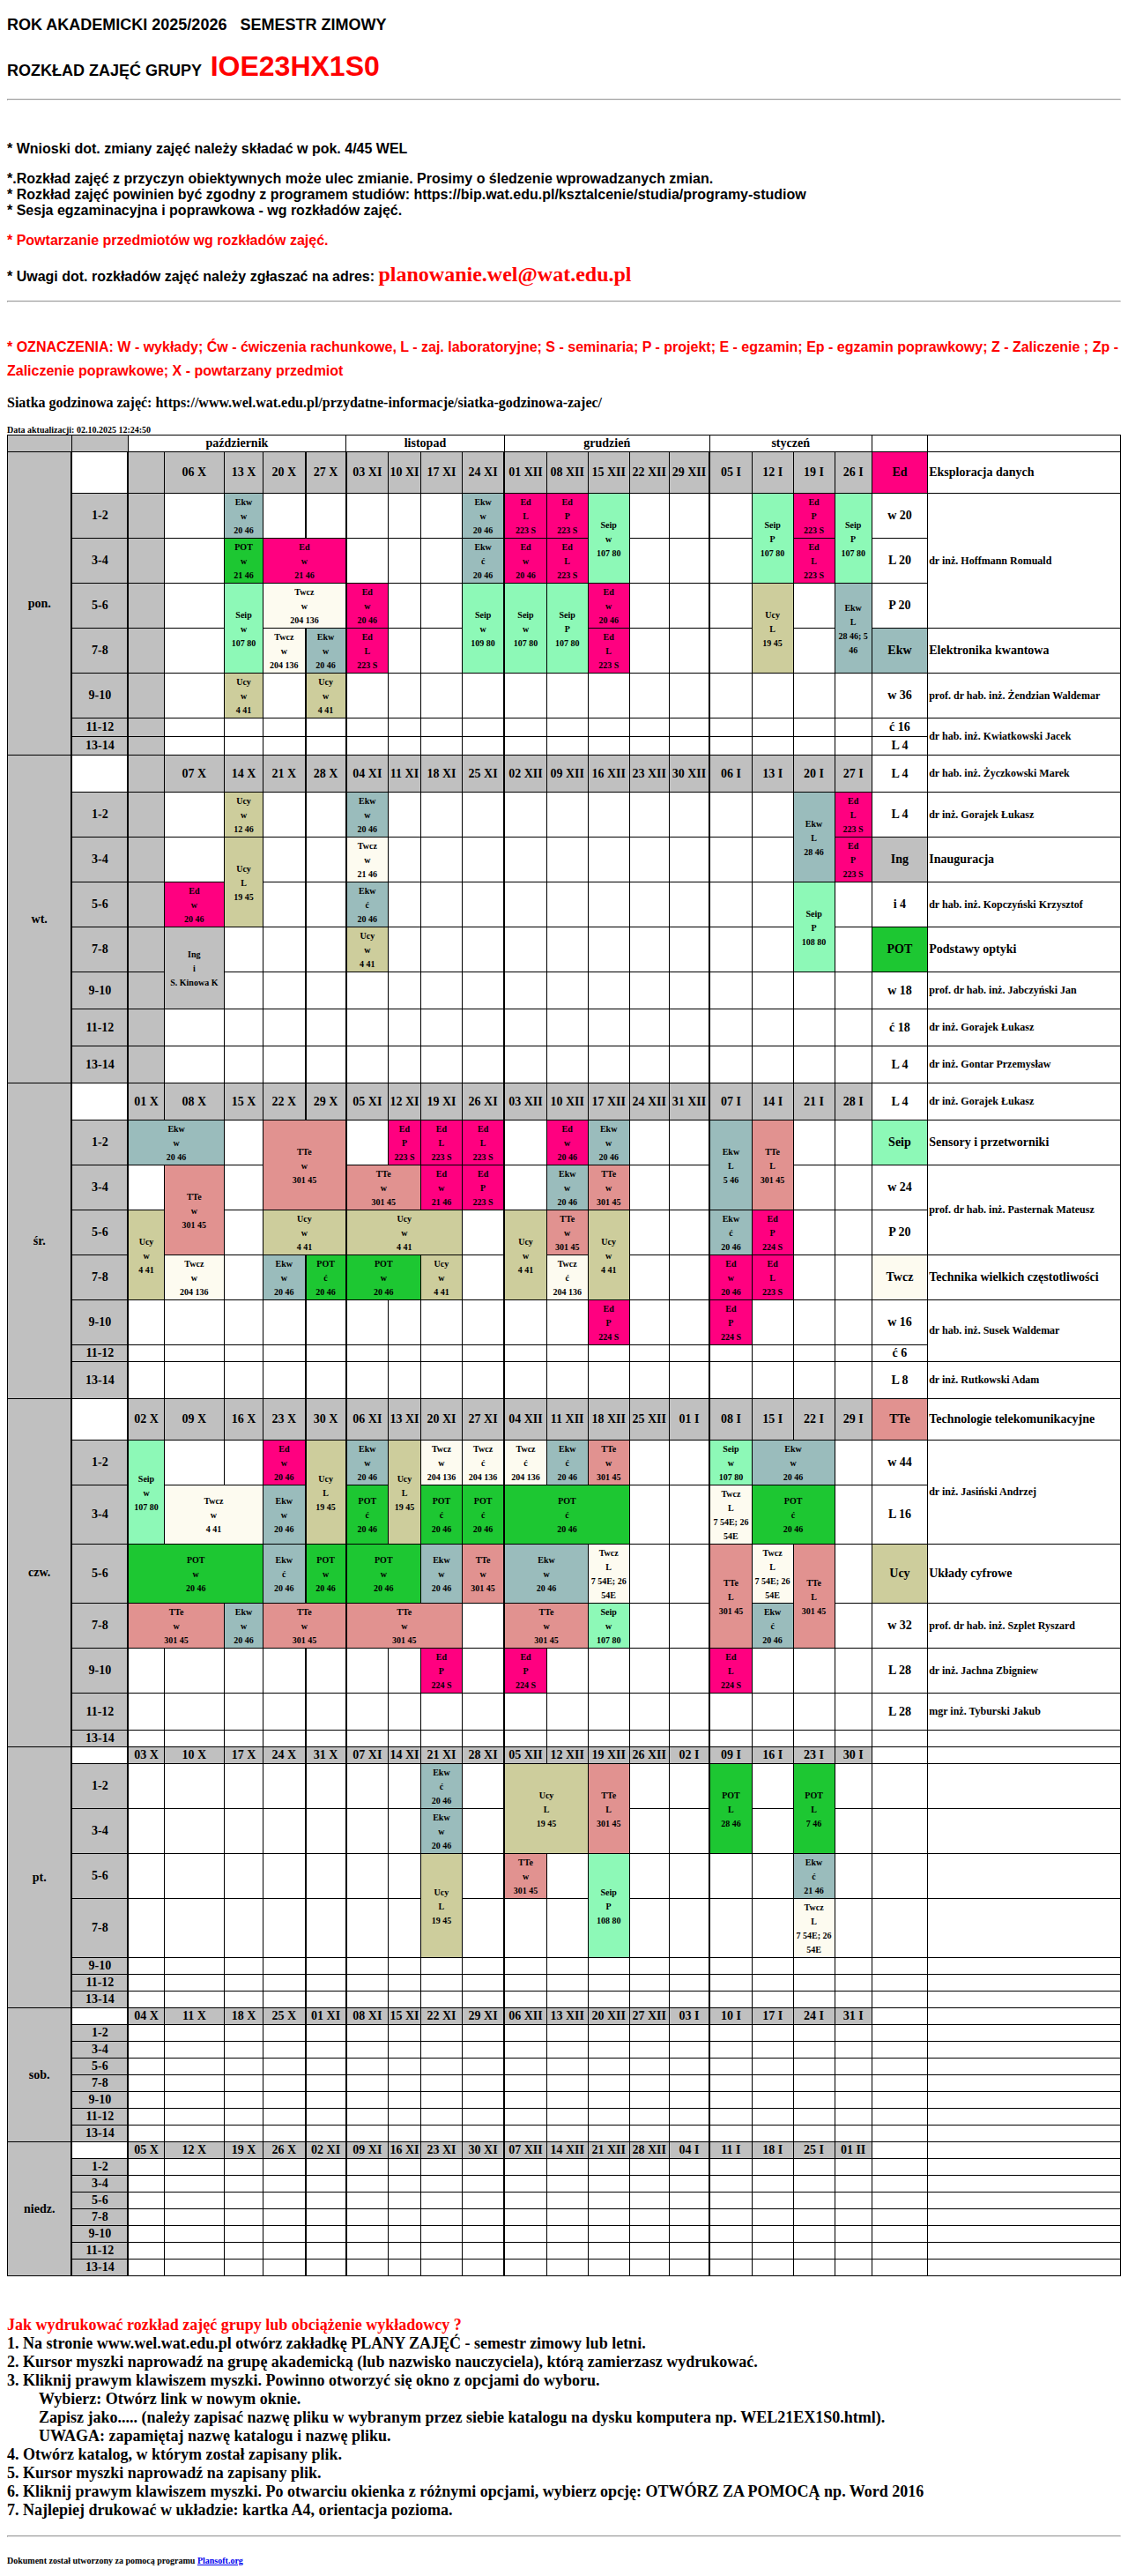 ROK AKADEMICKI 2025/2026 SEMESTR ZIMOWY
ROZKŁAD ZAJĘĆ GRUPY IOE23HX1S0
* Wnioski dot. zmiany zajęć należy składać w pok. 4/45 WEL
*.Rozkład zajęć z przyczyn obiektywnych może ulec zmianie. Prosimy o śledzenie wprowadzanych zmian.
* Rozkład zajęć powinien być zgodny z programem studiów: https://bip.wat.edu.pl/ksztalcenie/studia/programy-studiow
* Sesja egzaminacyjna i poprawkowa - wg rozkładów zajęć.
* Powtarzanie przedmiotów wg rozkładów zajęć.
* Uwagi dot. rozkładów zajęć należy zgłaszać na adres: planowanie.wel@wat.edu.pl
* OZNACZENIA: W - wykłady; Ćw - ćwiczenia rachunkowe, L - zaj. laboratoryjne; S - seminaria; P - projekt; E - egzamin; Ep - egzamin poprawkowy; Z - Zaliczenie ; Zp -
Zaliczenie poprawkowe; X - powtarzany przedmiot
Siatka godzinowa zajęć: https://www.wel.wat.edu.pl/przydatne-informacje/siatka-godzinowa-zajec/
Data aktualizacji: 02.10.2025 12:24:50
październik listopad grudzień styczeń
pon. 06 X 13 X 20 X 27 X 03 XI 10 XI 17 XI 24 XI 01 XII 08 XII 15 XII 22 XII 29 XII 05 I 12 I 19 I 26 I Ed Eksploracja danych
1-2 Ekw w 20 46 Ekw w 20 46 Ed L 223 S Ed P 223 S Seip w 107 80 Seip P 107 80 Ed P 223 S Seip P 107 80 w 20 dr inż. Hoffmann Romuald
3-4 POT w 21 46 Ed w 21 46 Ekw ć 20 46 Ed w 20 46 Ed L 223 S Ed L 223 S L 20
5-6 Seip w 107 80 Twcz w 204 136 Ed w 20 46 Seip w 109 80 Seip w 107 80 Seip P 107 80 Ed w 20 46 Ucy L 19 45 Ekw L 28 46; 5 46 P 20
7-8 Twcz w 204 136 Ekw w 20 46 Ed L 223 S Ed L 223 S Ekw Elektronika kwantowa
9-10 Ucy w 4 41 Ucy w 4 41 w 36 prof. dr hab. inż. Żendzian Waldemar
11-12 ć 16 dr hab. inż. Kwiatkowski Jacek
13-14 L 4
wt. 07 X 14 X 21 X 28 X 04 XI 11 XI 18 XI 25 XI 02 XII 09 XII 16 XII 23 XII 30 XII 06 I 13 I 20 I 27 I L 4 dr hab. inż. Życzkowski Marek
1-2 Ucy w 12 46 Ekw w 20 46 Ekw L 28 46 Ed L 223 S L 4 dr inż. Gorajek Łukasz
3-4 Ucy L 19 45 Twcz w 21 46 Ed P 223 S Ing Inauguracja
5-6 Ed w 20 46 Ekw ć 20 46 Seip P 108 80 i 4 dr hab. inż. Kopczyński Krzysztof
7-8 Ing i S. Kinowa K Ucy w 4 41 POT Podstawy optyki
9-10 w 18 prof. dr hab. inż. Jabczyński Jan
11-12 ć 18 dr inż. Gorajek Łukasz
13-14 L 4 dr inż. Gontar Przemysław
śr. 01 X 08 X 15 X 22 X 29 X 05 XI 12 XI 19 XI 26 XI 03 XII 10 XII 17 XII 24 XII 31 XII 07 I 14 I 21 I 28 I L 4 dr inż. Gorajek Łukasz
1-2 Ekw w 20 46 TTe w 301 45 Ed P 223 S Ed L 223 S Ed L 223 S Ed w 20 46 Ekw w 20 46 Ekw L 5 46 TTe L 301 45 Seip Sensory i przetworniki
3-4 TTe w 301 45 TTe w 301 45 Ed w 21 46 Ed P 223 S Ekw w 20 46 TTe w 301 45 w 24 prof. dr hab. inż. Pasternak Mateusz
5-6 Ucy w 4 41 Ucy w 4 41 Ucy w 4 41 Ucy w 4 41 TTe w 301 45 Ucy w 4 41 Ekw ć 20 46 Ed P 224 S P 20
7-8 Twcz w 204 136 Ekw w 20 46 POT ć 20 46 POT w 20 46 Ucy w 4 41 Twcz ć 204 136 Ed w 20 46 Ed L 223 S Twcz Technika wielkich częstotliwości
9-10 Ed P 224 S Ed P 224 S w 16 dr hab. inż. Susek Waldemar
11-12 ć 6
13-14 L 8 dr inż. Rutkowski Adam
czw. 02 X 09 X 16 X 23 X 30 X 06 XI 13 XI 20 XI 27 XI 04 XII 11 XII 18 XII 25 XII 01 I 08 I 15 I 22 I 29 I TTe Technologie telekomunikacyjne
1-2 Seip w 107 80 Ed w 20 46 Ucy L 19 45 Ekw w 20 46 Ucy L 19 45 Twcz w 204 136 Twcz ć 204 136 Twcz ć 204 136 Ekw ć 20 46 TTe w 301 45 Seip w 107 80 Ekw w 20 46 w 44 dr inż. Jasiński Andrzej
3-4 Twcz w 4 41 Ekw w 20 46 POT ć 20 46 POT ć 20 46 POT ć 20 46 POT ć 20 46 Twcz L 7 54E; 26 54E POT ć 20 46 L 16
5-6 POT w 20 46 Ekw ć 20 46 POT w 20 46 POT w 20 46 Ekw w 20 46 TTe w 301 45 Ekw w 20 46 Twcz L 7 54E; 26 54E TTe L 301 45 Twcz L 7 54E; 26 54E TTe L 301 45 Ucy Układy cyfrowe
7-8 TTe w 301 45 Ekw w 20 46 TTe w 301 45 TTe w 301 45 TTe w 301 45 Seip w 107 80 Ekw ć 20 46 w 32 prof. dr hab. inż. Szplet Ryszard
9-10 Ed P 224 S Ed P 224 S Ed L 224 S L 28 dr inż. Jachna Zbigniew
11-12 L 28 mgr inż. Tyburski Jakub
13-14
pt. 03 X 10 X 17 X 24 X 31 X 07 XI 14 XI 21 XI 28 XI 05 XII 12 XII 19 XII 26 XII 02 I 09 I 16 I 23 I 30 I
1-2 Ekw ć 20 46 Ucy L 19 45 TTe L 301 45 POT L 28 46 POT L 7 46
3-4 Ekw w 20 46
5-6 Ucy L 19 45 TTe w 301 45 Seip P 108 80 Ekw ć 21 46
7-8 Twcz L 7 54E; 26 54E
9-10
11-12
13-14
sob. 04 X 11 X 18 X 25 X 01 XI 08 XI 15 XI 22 XI 29 XI 06 XII 13 XII 20 XII 27 XII 03 I 10 I 17 I 24 I 31 I
1-2
3-4
5-6
7-8
9-10
11-12
13-14
niedz. 05 X 12 X 19 X 26 X 02 XI 09 XI 16 XI 23 XI 30 XI 07 XII 14 XII 21 XII 28 XII 04 I 11 I 18 I 25 I 01 II
1-2
3-4
5-6
7-8
9-10
11-12
13-14
Jak wydrukować rozkład zajęć grupy lub obciążenie wykładowcy ?
1. Na stronie www.wel.wat.edu.pl otwórz zakładkę PLANY ZAJĘĆ - semestr zimowy lub letni.
2. Kursor myszki naprowadź na grupę akademicką (lub nazwisko nauczyciela), którą zamierzasz wydrukować.
3. Kliknij prawym klawiszem myszki. Powinno otworzyć się okno z opcjami do wyboru.
Wybierz: Otwórz link w nowym oknie.
Zapisz jako..... (należy zapisać nazwę pliku w wybranym przez siebie katalogu na dysku komputera np. WEL21EX1S0.html).
UWAGA: zapamiętaj nazwę katalogu i nazwę pliku.
4. Otwórz katalog, w którym został zapisany plik.
5. Kursor myszki naprowadź na zapisany plik.
6. Kliknij prawym klawiszem myszki. Po otwarciu okienka z różnymi opcjami, wybierz opcję: OTWÓRZ ZA POMOCĄ np. Word 2016
7. Najlepiej drukować w układzie: kartka A4, orientacja pozioma.
Dokument został utworzony za pomocą programu Plansoft.org